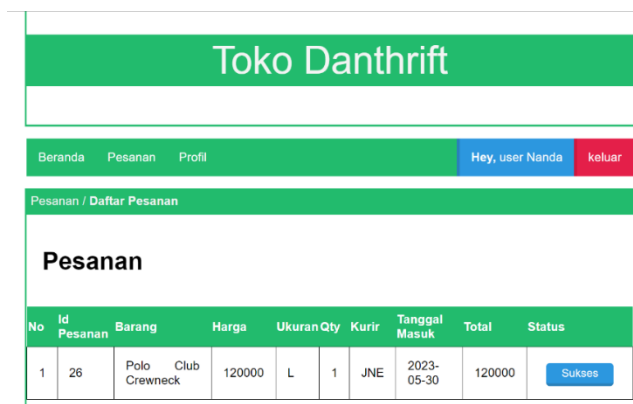 Toko Danthrift
Beranda Pesanan Profil Hey, user Nanda keluar
Pesanan / Daftar Pesanan
Pesanan
No Id Pesanan Barang Harga Ukuran Qty Kurir Tanggal Masuk Total Status
1 26 Polo Club Crewneck 120000 L 1 JNE 2023-05-30 120000 Sukses